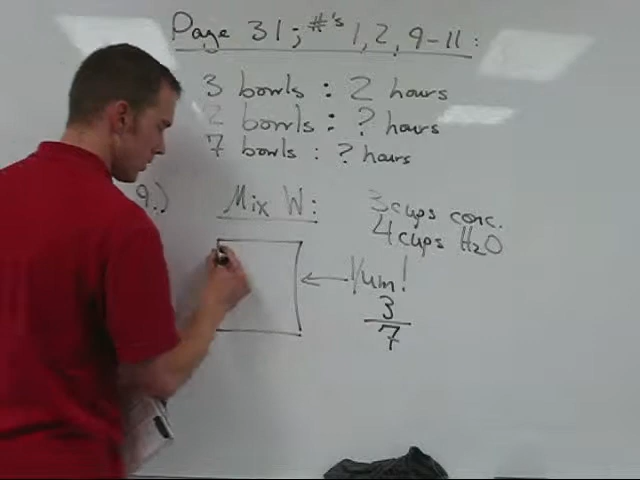 Page 31; #'s 1, 2, 9-11:
3 bowls : 2 hours
2 bowls : ? hours
7 bowls : ? hours
9.) Mix W:
3 cups conc.
4 cups H2O
Yum!
3
7